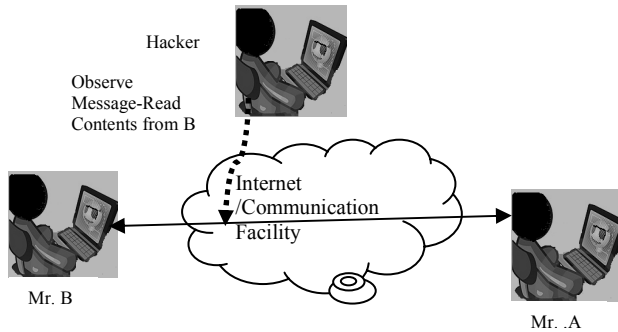 Hacker
Observe
Message-Read
Contents from B
Internet
/Communication
Facility
Mr. B
Mr. .A